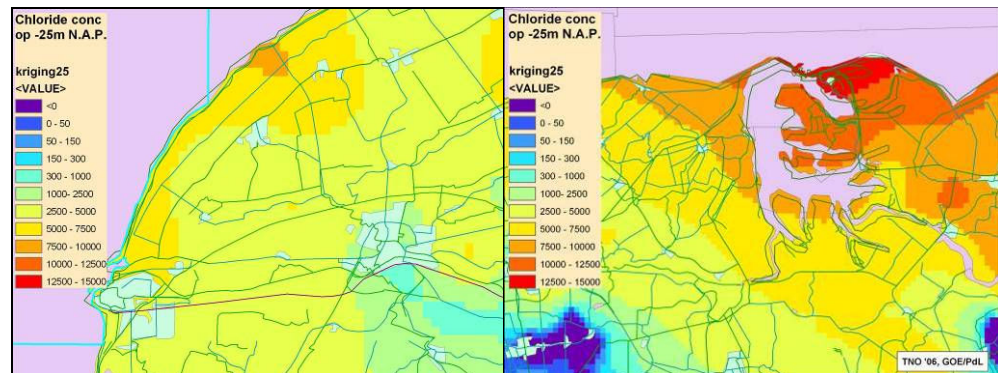 Chloride conc
op -25m N.A.P.
kriging25
<VALUE>
<0
0 - 50
50 - 150
150 - 300
300 - 1000
1000- 2500
2500 - 5000
5000 - 7500
7500 - 10000
10000 - 12500
12500 - 15000
Chloride conc
op -25m N.A.P.
kriging25
<VALUE>
<0
0 - 50
50 - 150
150 - 300
300 - 1000
1000- 2500
2500 - 5000
5000 - 7500
7500 - 10000
10000 - 12500
12500 - 15000
TNO '06, GOE/PdL